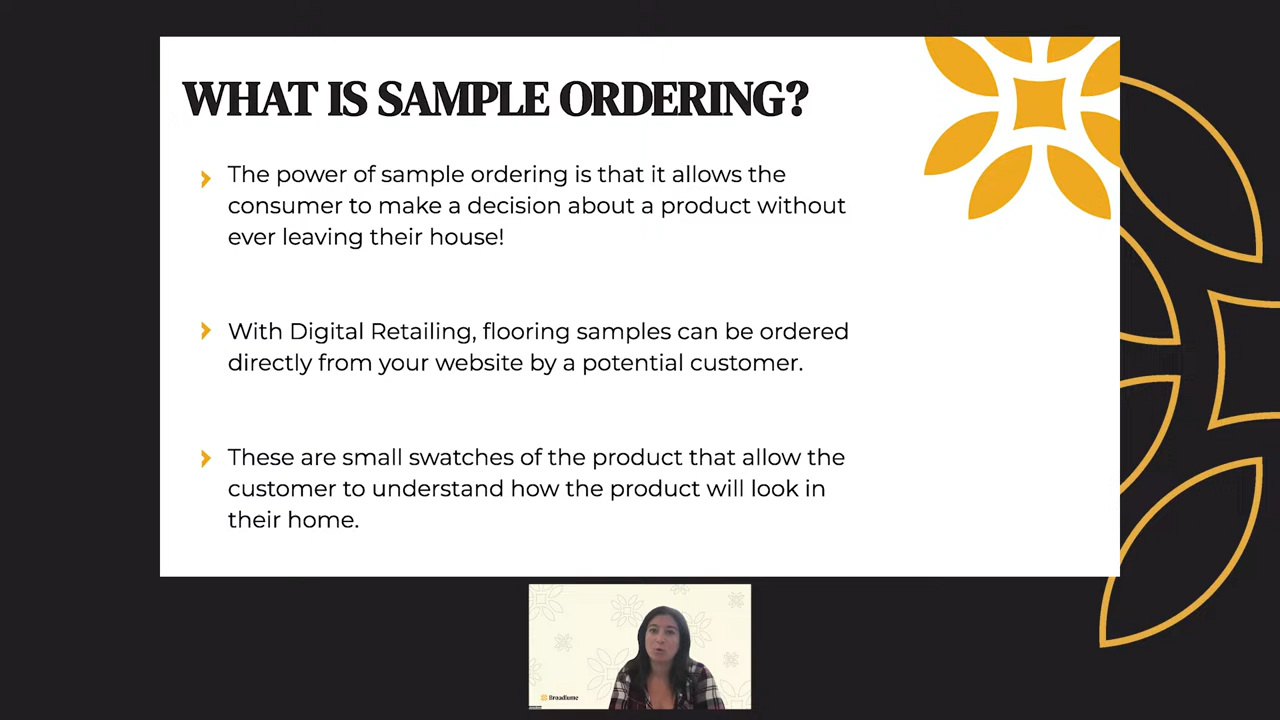 WHAT IS SAMPLE ORDERING?
The power of sample ordering is that it allows the
consumer to make a decision about a product without
ever leaving their house!
With Digital Retailing, flooring samples can be ordered
directly from your website by a potential customer.
These are small swatches of the product that allow the
customer to understand how the product will look in
their home.
Broadlume